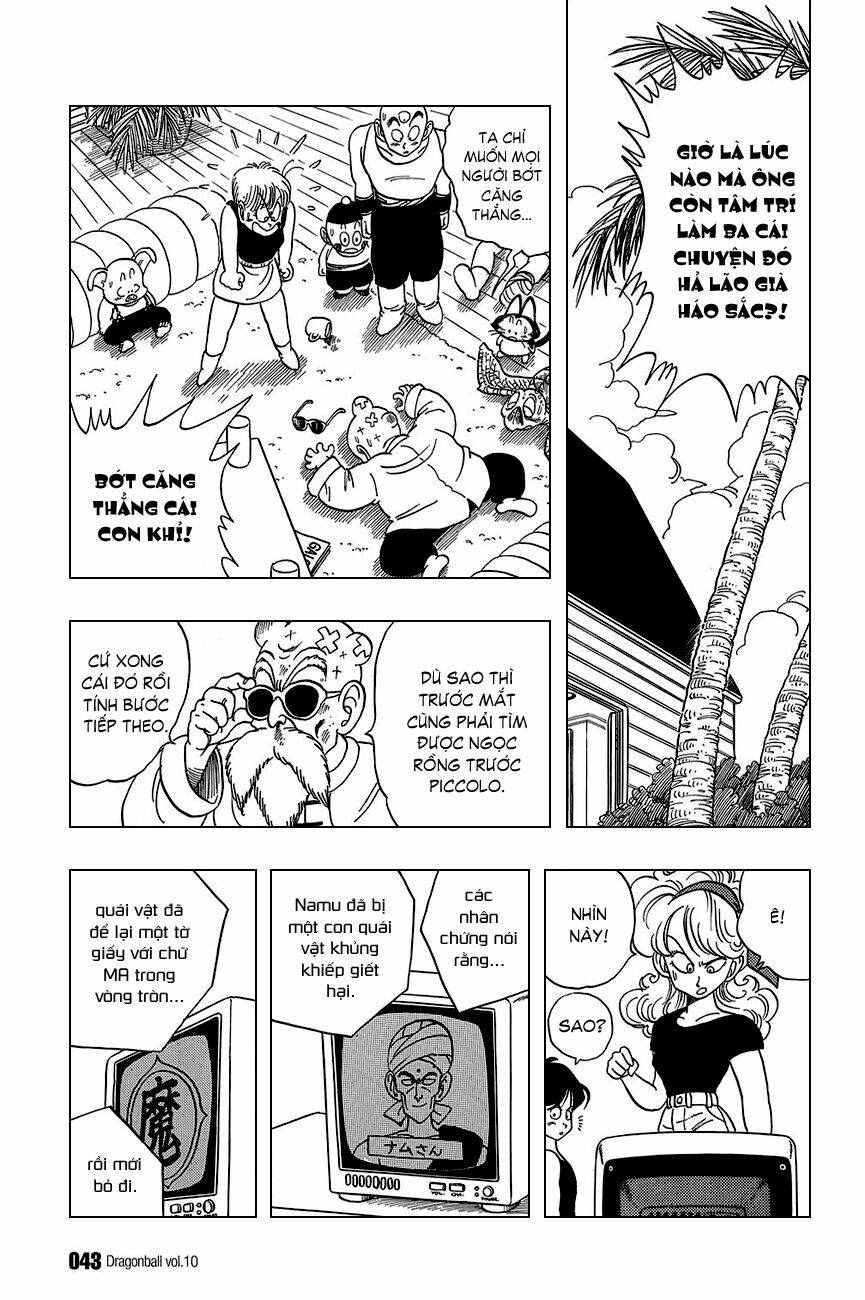 GIỜ LÀ LÚC
NÀO MÀ ÔNG
CÒN TÂM TRÍ
LÀM BA CÁI
CHUYỆN ĐÓ
HẢ LÃO GIÀ
HÁO SẮC?!
TA CHỈ
MUỐN MỌI
NGƯỜI BỚT
CĂNG
THẲNG...
BỚT CĂNG
THẲNG CÁI
CON KHỈ!
GAL
DÙ SAO THÌ
TRƯỚC MẮT
CŨNG PHẢI TÌM
ĐƯỢC NGỌC
RỒNG TRƯỚC
PICCOLO.
CỨ XONG
CÁI ĐÓ RỒI
TÍNH BƯỚC
TIẾP THEO.
Ê!
NHÌN
NÀY!
SAO?
các
nhân
chứng nói
rằng...
Namu đã bị
một con quái
vật khủng
khiếp giết
hại.
ナムさん
VOL. CHA. POWER
quái vật đã
để lại một tờ
giấy với chữ
MA trong
vòng tròn...
魔
rồi mới
bỏ đi.
043 Dragonball vol.10